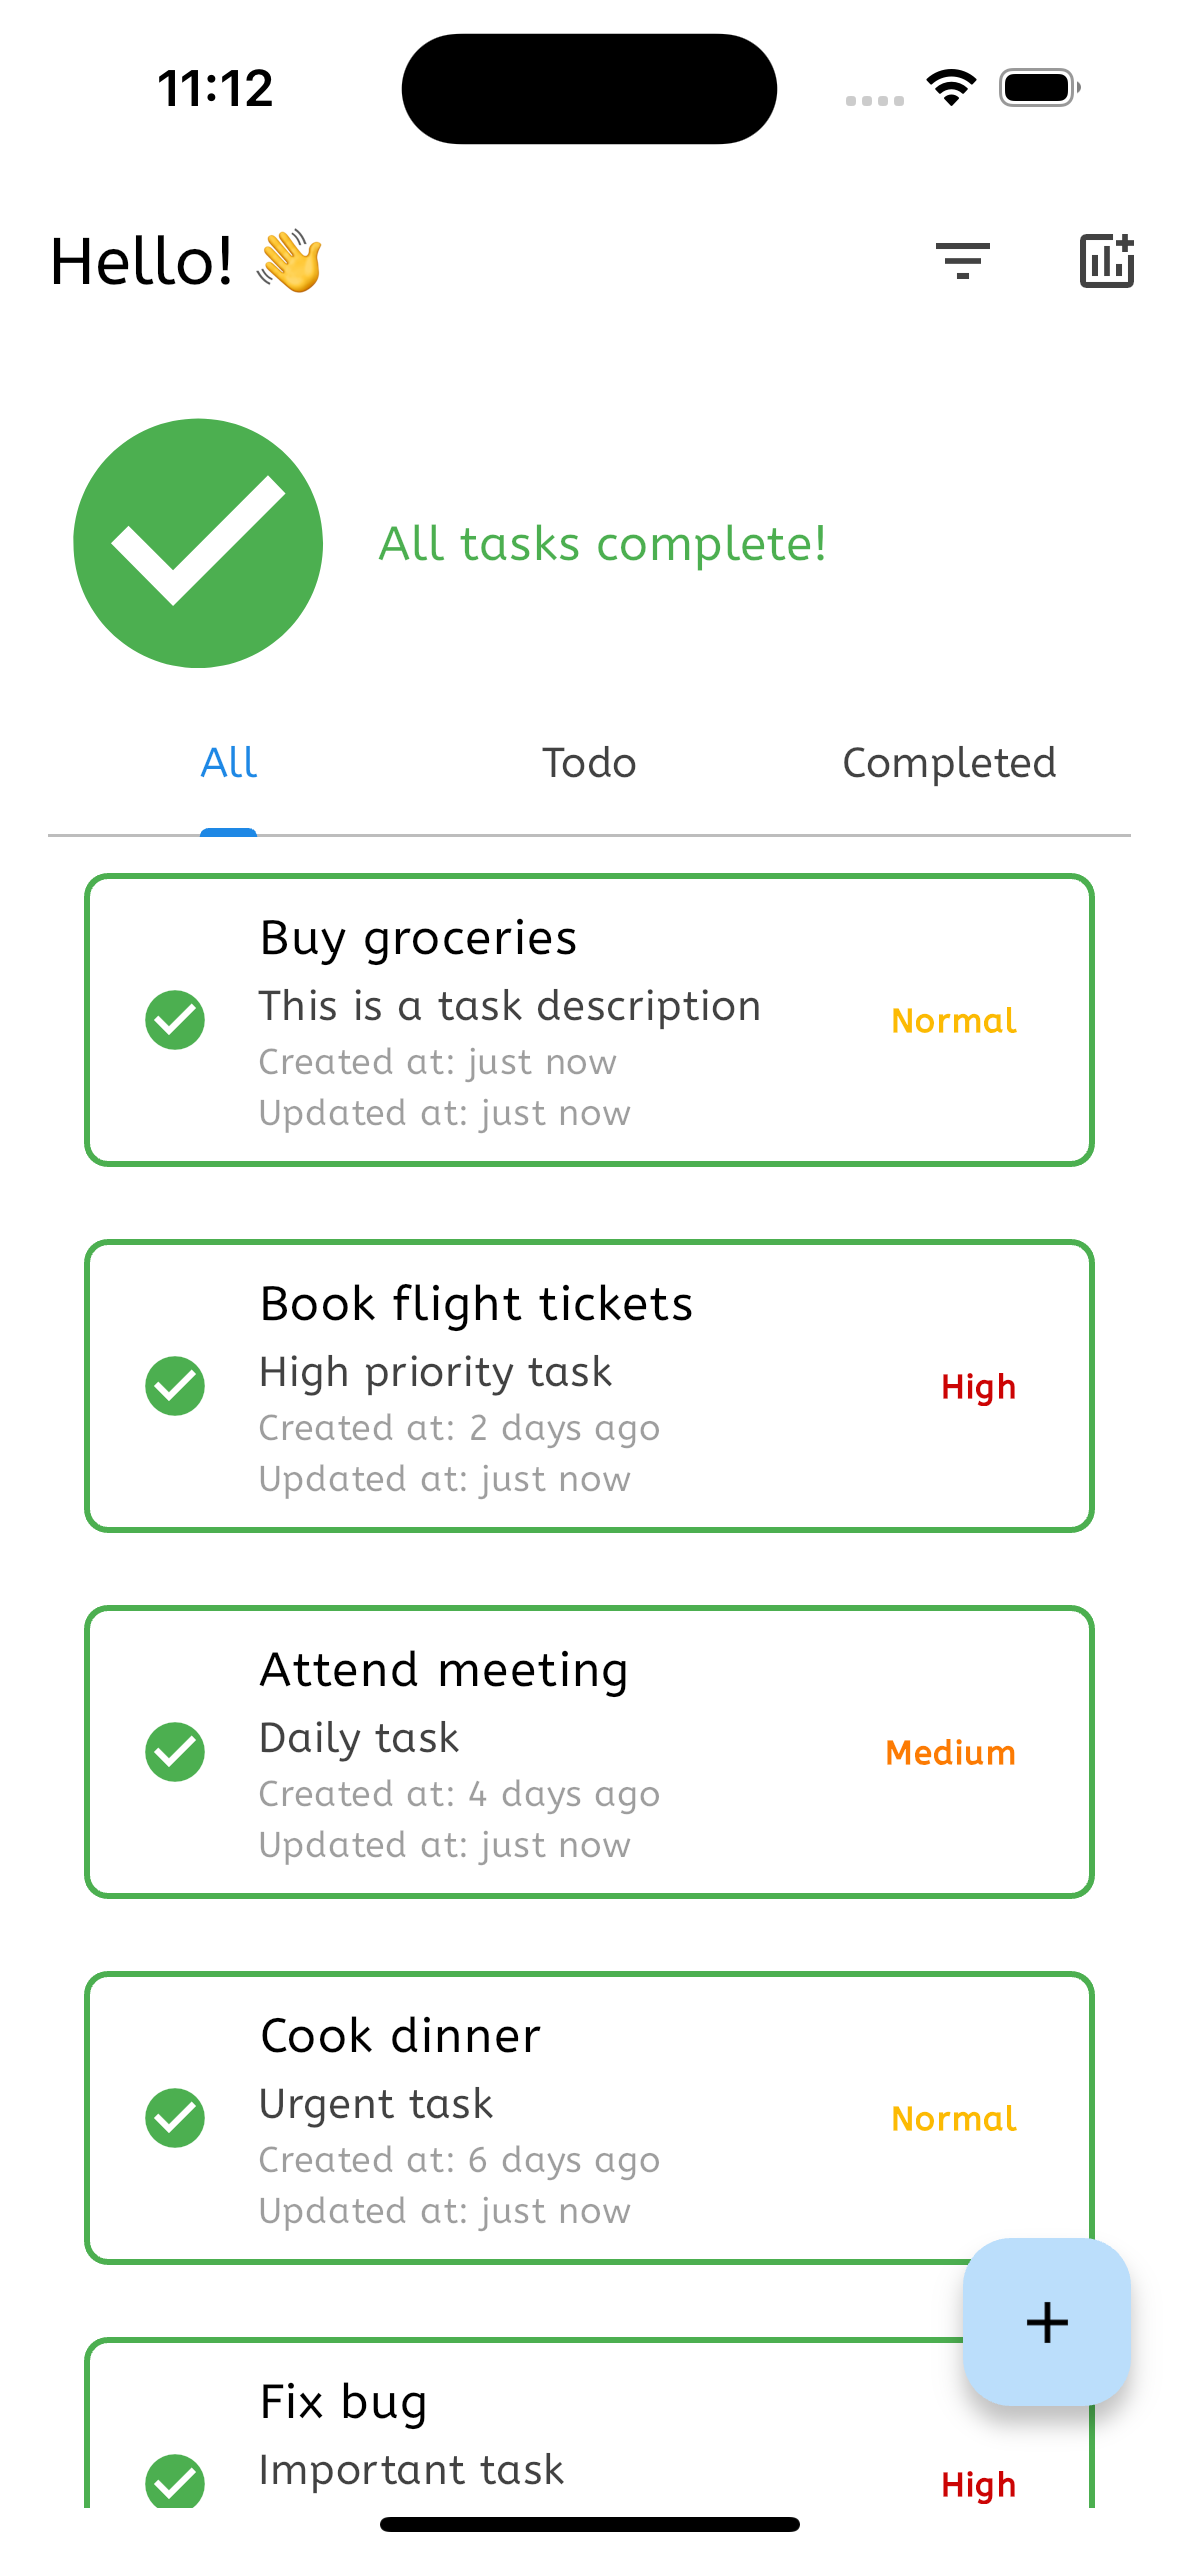 11:12
Hello! 👋
All tasks complete!
All
Todo
Completed
Buy groceries
This is a task description
Created at: just now
Updated at: just now
Normal
Book flight tickets
High priority task
Created at: 2 days ago
Updated at: just now
High
Attend meeting
Daily task
Created at: 4 days ago
Updated at: just now
Medium
Cook dinner
Urgent task
Created at: 6 days ago
Updated at: just now
Normal
Fix bug
Important task
High